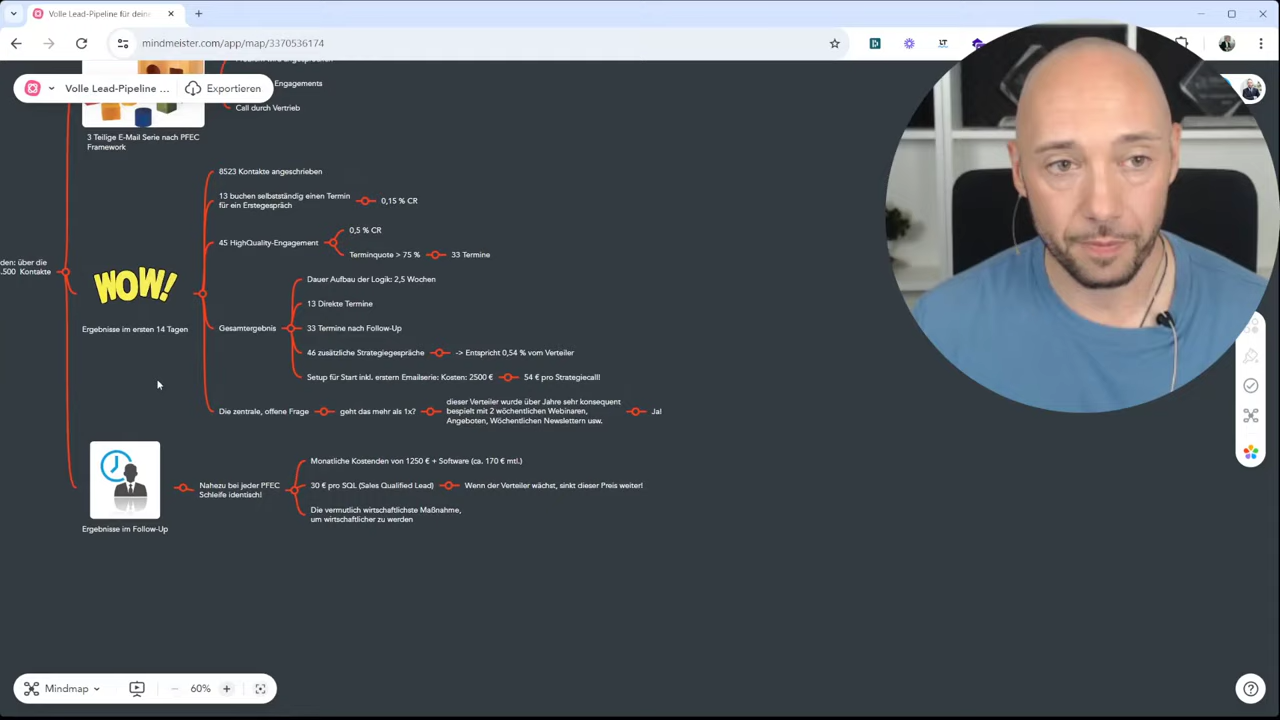 Volle Lead-Pipeline für deine
mindmeister.com/app/map/3370536174
LT
Volle Lead-Pipeline ...
Exportieren
Engagements
Call durch Vertrieb
3 Teilige E-Mail Serie nach PFEC
Framework
8523 Kontakte angeschrieben
13 buchen selbstständig einen Termin
für ein Erstegespräch
0,15 % CR
45 HighQuality-Engagement
0,5 % CR
Terminquote > 75 %
33 Termine
den: über die
.500 Kontakte
WOW!
Ergebnisse im ersten 14 Tagen
Gesamtergebnis
Dauer Aufbau der Logik: 2,5 Wochen
13 Direkte Termine
33 Termine nach Follow-Up
46 zusätzliche Strategiegespräche
-> Entspricht 0,54 % vom Verteiler
Setup für Start inkl. erstem Emailserie: Kosten: 2500 €
54 € pro Strategiecall!
Die zentrale, offene Frage
geht das mehr als 1x?
dieser Verteiler wurde über Jahre sehr konsequent
bespielt mit 2 wöchentlichen Webinaren,
Angeboten, Wöchentlichen Newslettern usw.
Ja!
Ergebnisse im Follow-Up
Nahezu bei jeder PFEC
Schleife identisch!
Monatliche Kostenden von 1250 € + Software (ca. 170 € mtl.)
30 € pro SQL (Sales Qualified Lead)
Wenn der Verteiler wächst, sinkt dieser Preis weiter!
Die vermutlich wirtschaftlichste Maßnahme,
um wirtschaftlicher zu werden
Mindmap
60%